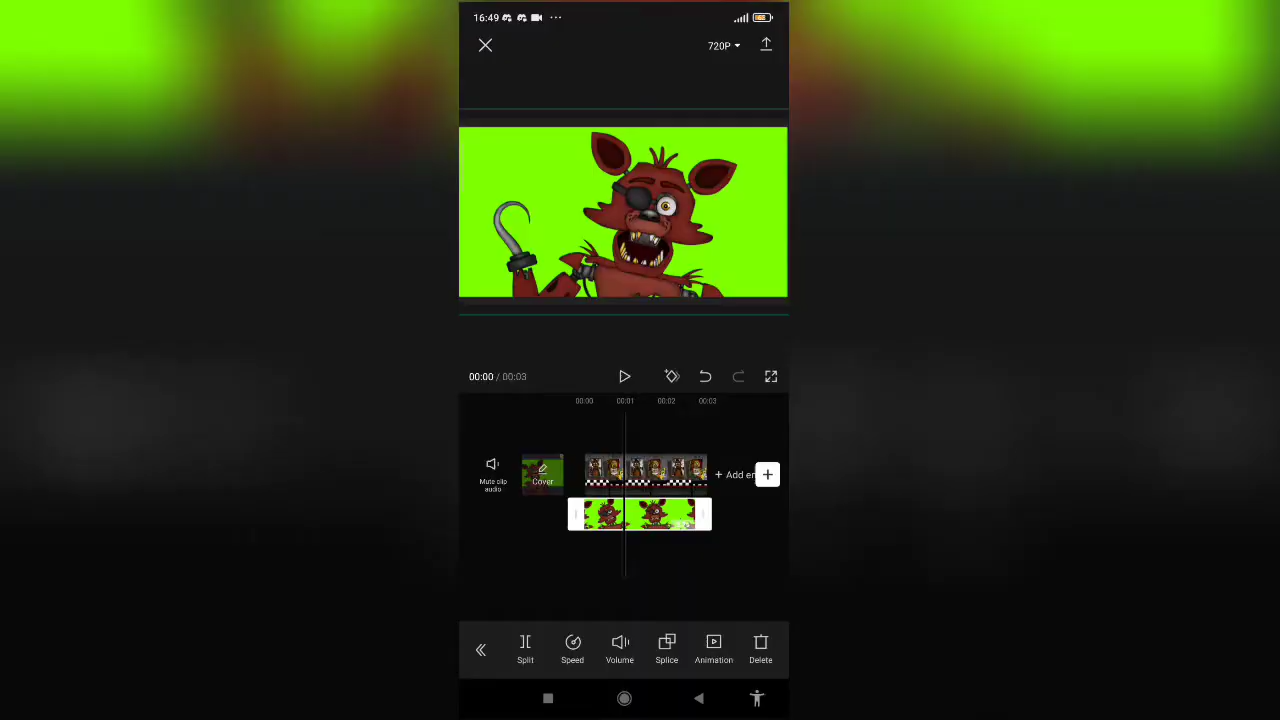 16:49
720P
00:00 / 00:03
00:00 00:01 00:02 00:03
Mute clip
audio
Cover
+ Add en
Split Speed Volume Splice Animation Delete